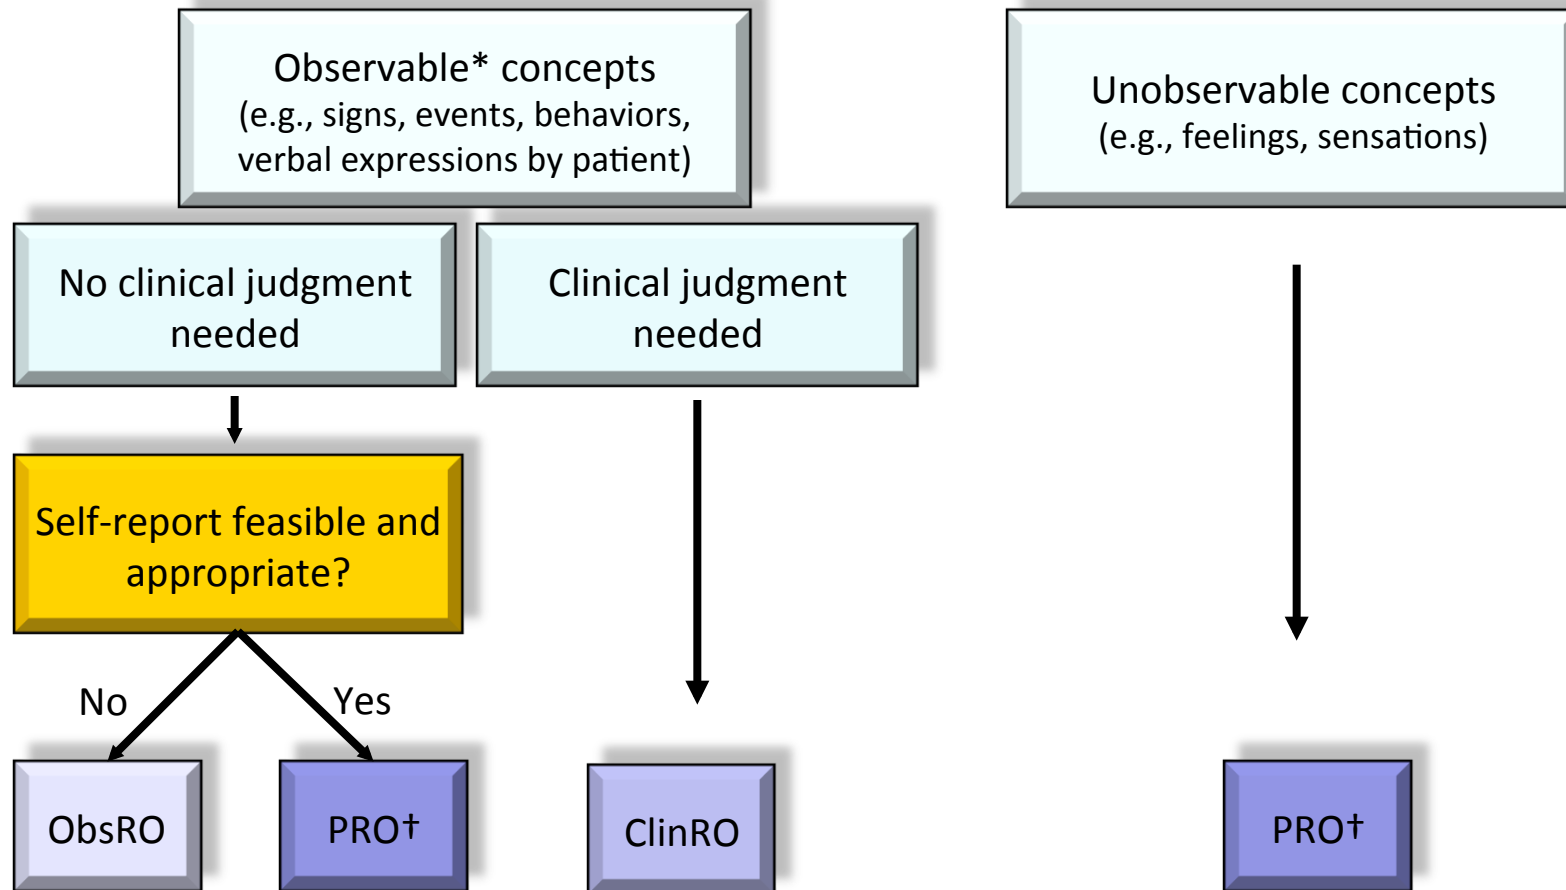 Observable* concepts
(e.g., signs, events, behaviors,
verbal expressions by patient)
Unobservable concepts
(e.g., feelings, sensations)
No clinical judgment
needed
Clinical judgment
needed
Self-report feasible and
appropriate?
No
Yes
ObsRO
PRO†
ClinRO
PRO†